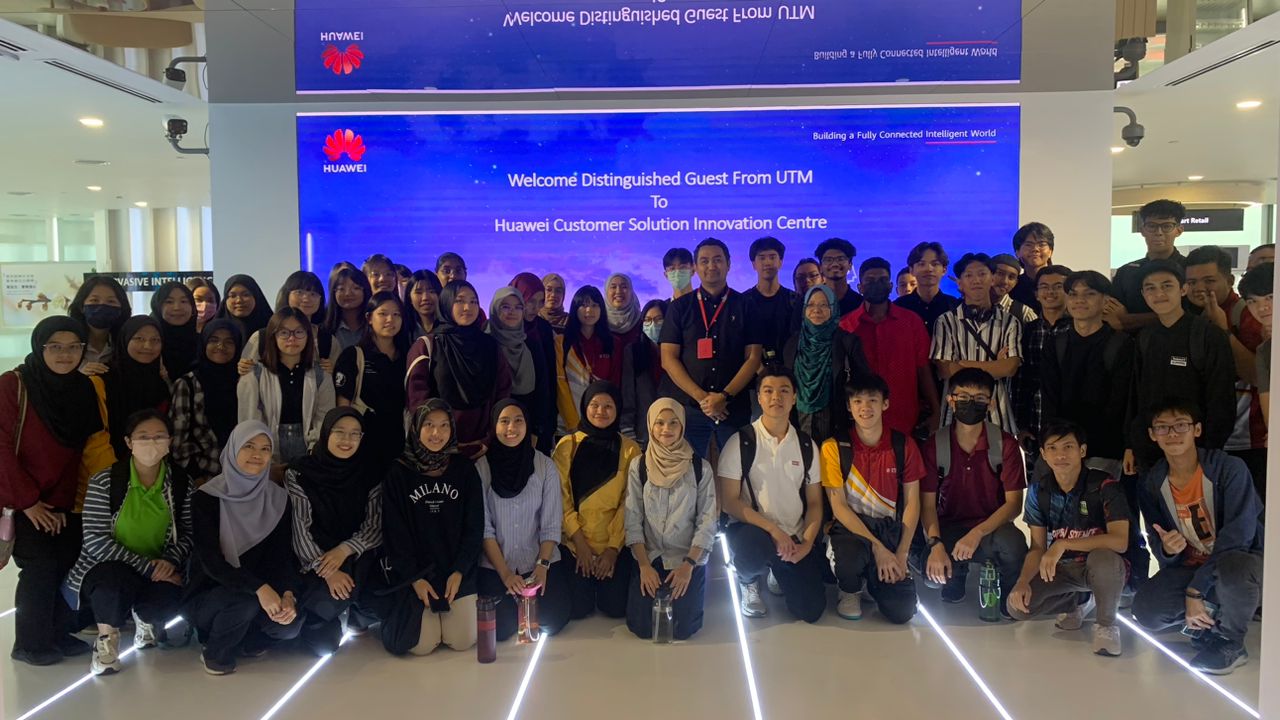 Welcome Distinguished Guest From UTM
HUAWEI
Building a Fully Connected Intelligent World
HUAWEI
Building a Fully Connected Intelligent World
Welcome Distinguished Guest From UTM
To
Huawei Customer Solution Innovation Centre
Retail
MILANO